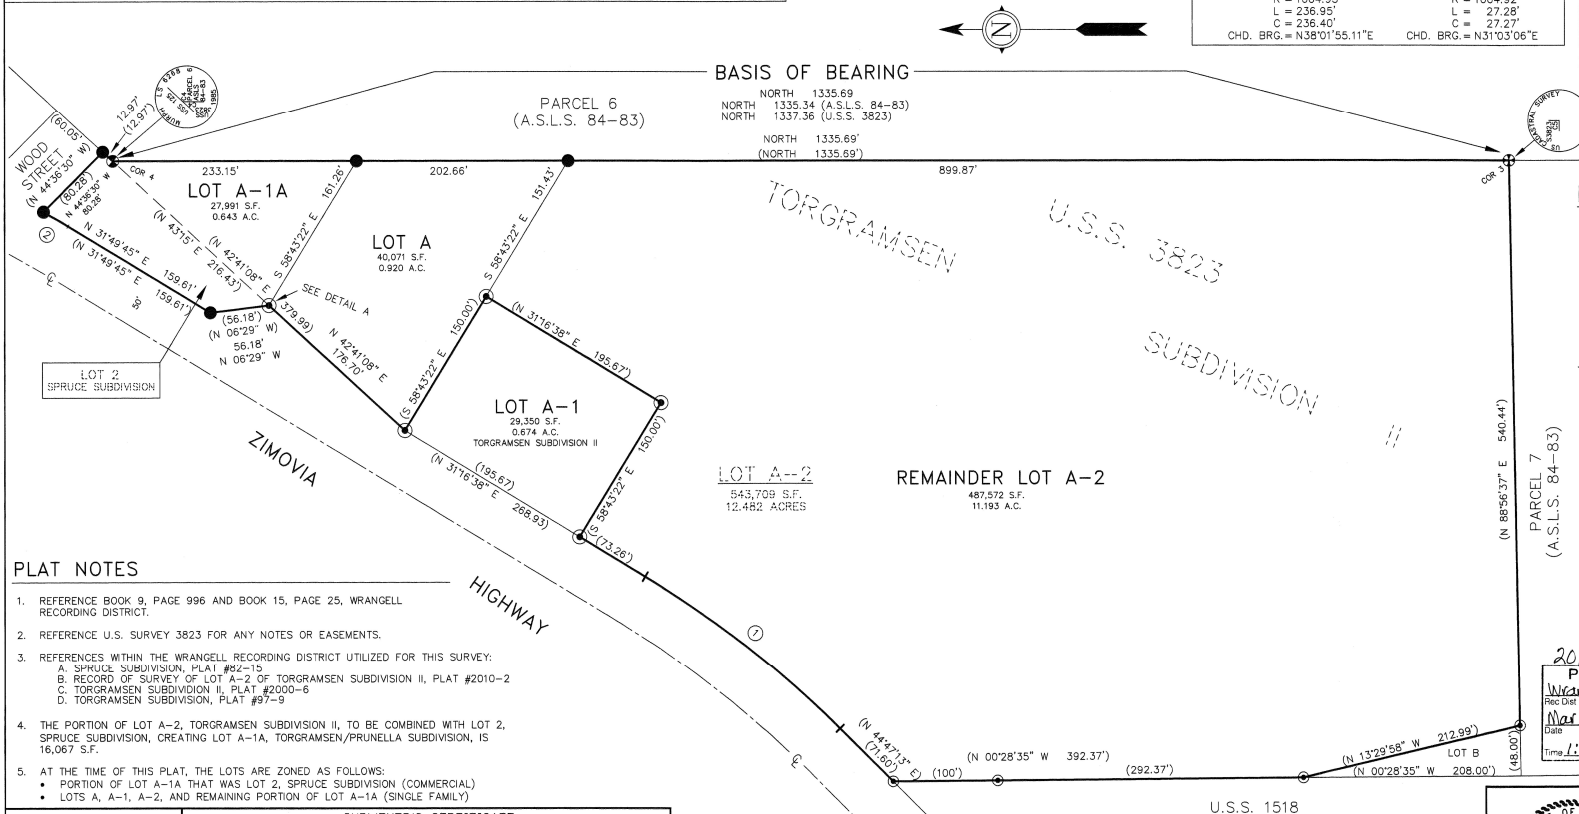 L = 236.95'
C = 236.40'
CHD. BRG.= N38°01'55.11"E
L = 27.28'
C = 27.27'
CHD. BRG.= N31°03'06"E
N
BASIS OF BEARING
NORTH 1335.69
NORTH 1335.34 (A.S.L.S. 84-83)
NORTH 1337.36 (U.S.S. 3823)
NORTH 1335.69'
(NORTH 1335.69')
PARCEL 6
(A.S.L.S. 84-83)
12.97'
(12.97')
(60.05')
WOOD
STREET
(N 44°36'30" W)
(80.28')
N 44°36'30" W
80.28'
COR 4
233.15'
202.66'
899.87'
COR 3
LOT A-1A
27,991 S.F.
0.643 A.C.
S 58°43'22" E 161.26'
LOT A
40,071 S.F.
0.920 A.C.
S 58°43'22" E 151.43'
TORGRAMSEN
U.S.S. 3823
SUBDIVISION
II
2
N 31°49'45" E 159.61'
(N 31°49'45" E 159.61')
50'
(N 43°15' E 216.43')
(N 42°41'08" E 379.99)
SEE DETAIL A
(56.18')
(N 06°29" W)
56.18'
N 06°29" W
N 42°41'08" E
176.70'
LOT 2
SPRUCE SUBDIVISION
(S 58°43'22" E 150.00')
(N 31°16'38" E 195.67')
LOT A-1
29,350 S.F.
0.674 A.C.
TORGRAMSEN SUBDIVISION II
(S 58°43'22" E 150.00')
(195.67)
(N 31°16'38" E 268.93)
(73.26')
LOT A-2
543,709 S.F.
12.482 ACRES
REMAINDER LOT A-2
487,572 S.F.
11.193 A.C.
(N 88°56'37" E 540.44')
PARCEL 7
(A.S.L.S. 84-83)
ZIMOVIA
HIGHWAY
1
(N 44°47'13" E)
(71.60')
(100')
(N 00°28'35" W 392.37')
(292.37')
(N 13°29'58" W 212.99')
LOT B
(N 00°28'35" W 208.00')
(48.00')
U.S.S. 1518
PLAT NOTES
1. REFERENCE BOOK 9, PAGE 996 AND BOOK 15, PAGE 25, WRANGELL
RECORDING DISTRICT.
2. REFERENCE U.S. SURVEY 3823 FOR ANY NOTES OR EASEMENTS.
3. REFERENCES WITHIN THE WRANGELL RECORDING DISTRICT UTILIZED FOR THIS SURVEY:
A. SPRUCE SUBDIVISION, PLAT #82-15
B. RECORD OF SURVEY OF LOT A-2 OF TORGRAMSEN SUBDIVISION II, PLAT #2010-2
C. TORGRAMSEN SUBDIVIDION II, PLAT #2000-6
D. TORGRAMSEN SUBDIVISION, PLAT #97-9
4. THE PORTION OF LOT A-2, TORGRAMSEN SUBDIVISION II, TO BE COMBINED WITH LOT 2,
SPRUCE SUBDIVISION, CREATING LOT A-1A, TORGRAMSEN/PRUNELLA SUBDIVISION, IS
16,067 S.F.
5. AT THE TIME OF THIS PLAT, THE LOTS ARE ZONED AS FOLLOWS:
• PORTION OF LOT A-1A THAT WAS LOT 2, SPRUCE SUBDIVISION (COMMERCIAL)
• LOTS A, A-1, A-2, AND REMAINING PORTION OF LOT A-1A (SINGLE FAMILY)
Rec Dist
Date
Time